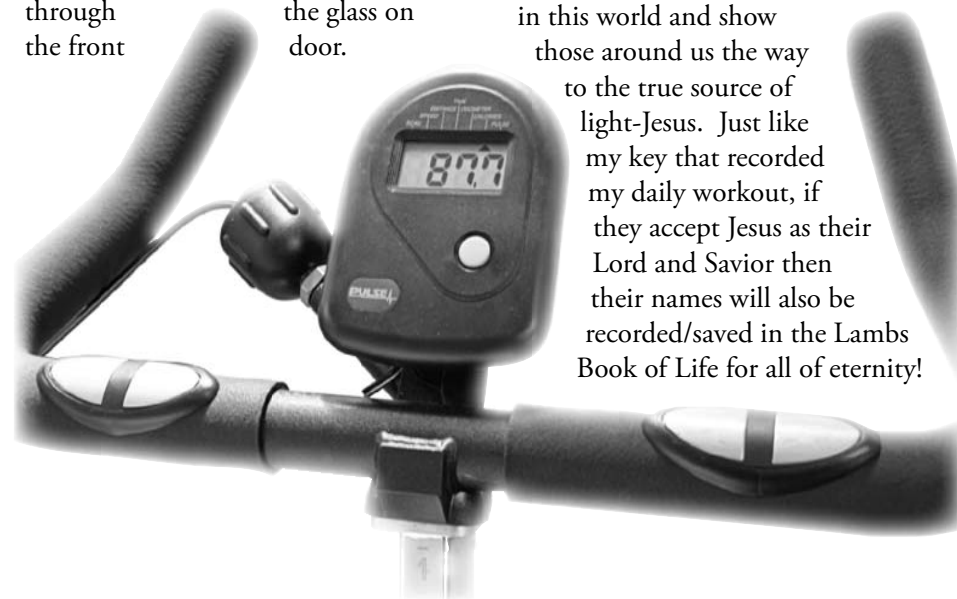 through
the front
the glass on
door.
in this world and show
those around us the way
to the true source of
light-Jesus.  Just like
my key that recorded
my daily workout, if
they accept Jesus as their
Lord and Savior then
their names will also be
recorded/saved in the Lambs
Book of Life for all of eternity!
87.7
PULSE